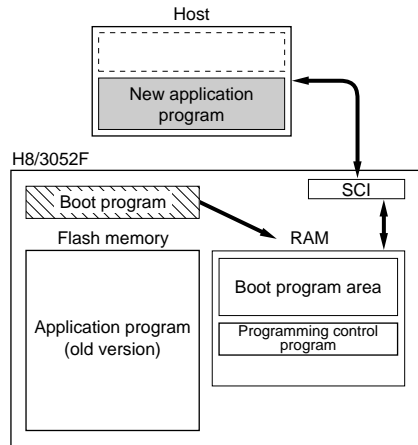 Host
New application
program
H8/3052F
SCI
Boot program
Flash memory
RAM
Application program
(old version)
Boot program area
Programming control
program